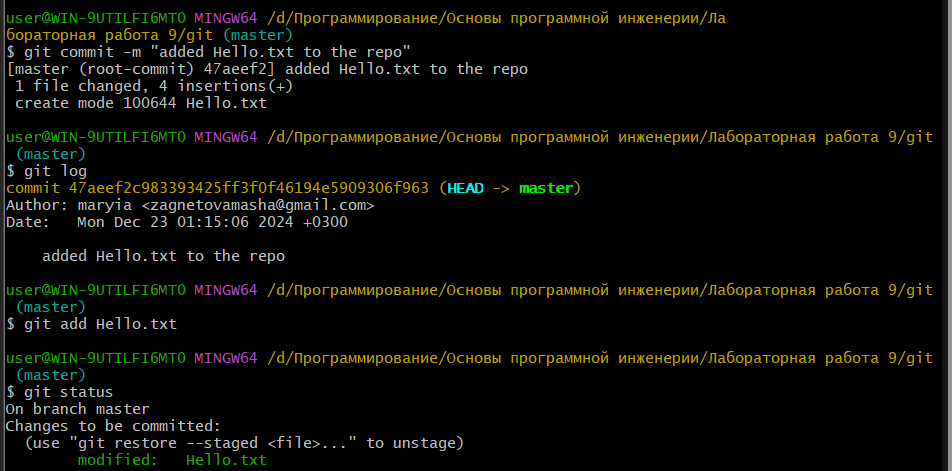 user@WIN-9UTILFI6MTO MINGW64 /d/Программирование/Основы программной инженерии/Ла
бораторная работа 9/git (master)
$ git commit -m "added Hello.txt to the repo"
[master (root-commit) 47aeef2] added Hello.txt to the repo
 1 file changed, 4 insertions(+)
 create mode 100644 Hello.txt

user@WIN-9UTILFI6MTO MINGW64 /d/Программирование/Основы программной инженерии/Лабораторная работа 9/git
 (master)
$ git log
commit 47aeef2c983393425ff3f0f46194e5909306f963 (HEAD -> master)
Author: maryia <zagnetovamasha@gmail.com>
Date:   Mon Dec 23 01:15:06 2024 +0300

    added Hello.txt to the repo

user@WIN-9UTILFI6MTO MINGW64 /d/Программирование/Основы программной инженерии/Лабораторная работа 9/git
 (master)
$ git add Hello.txt

user@WIN-9UTILFI6MTO MINGW64 /d/Программирование/Основы программной инженерии/Лабораторная работа 9/git
 (master)
$ git status
On branch master
Changes to be committed:
  (use "git restore --staged <file>..." to unstage)
        modified:   Hello.txt